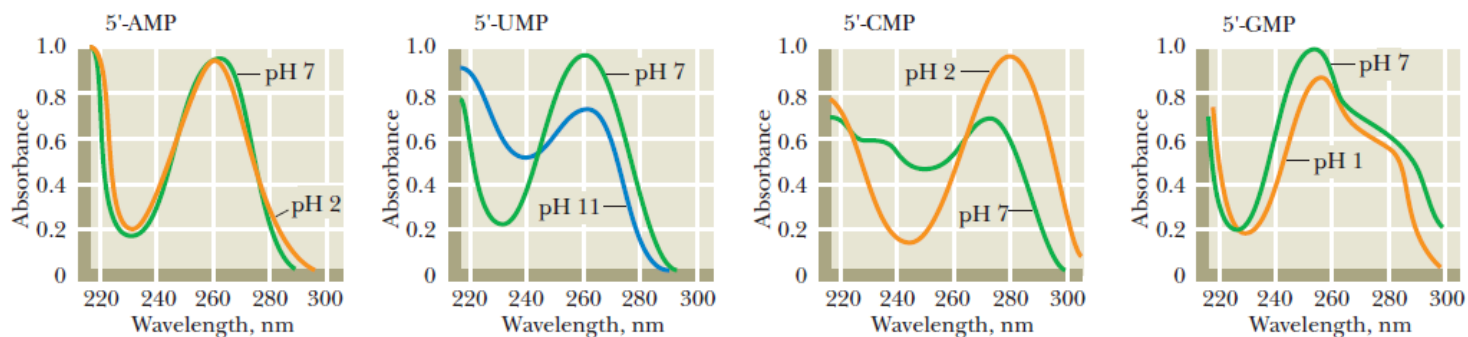 5'-AMP
1.0
0.8
0.6
0.4
0.2
0
Absorbance
pH 7
pH 2
220 240 260 280 300
Wavelength, nm
5'-UMP
1.0
0.8
0.6
0.4
0.2
0
Absorbance
pH 7
pH 11
220 240 260 280 300
Wavelength, nm
5'-CMP
1.0
0.8
0.6
0.4
0.2
0
Absorbance
pH 2
pH 7
220 240 260 280 300
Wavelength, nm
5'-GMP
1.0
0.8
0.6
0.4
0.2
0
Absorbance
pH 7
pH 1
220 240 260 280 300
Wavelength, nm